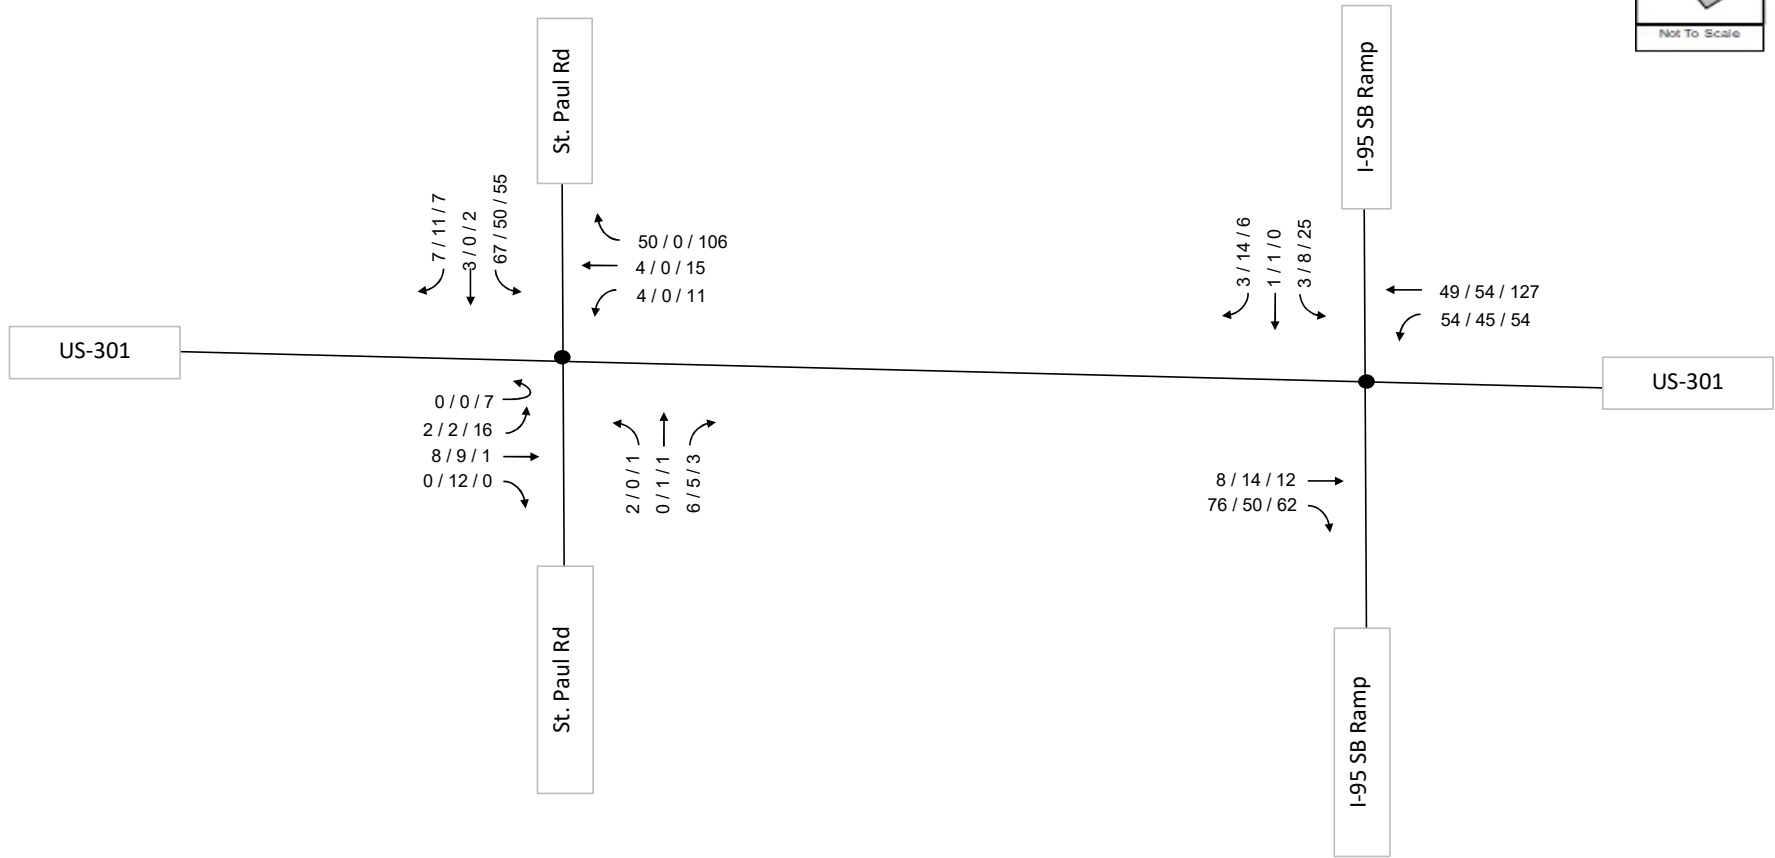 Not To Scale
St. Paul Rd
I-95 SB Ramp
7 / 11 / 7
3 / 0 / 2
67 / 50 / 55
50 / 0 / 106
4 / 0 / 15
4 / 0 / 11
3 / 14 / 6
1 / 1 / 0
3 / 8 / 25
49 / 54 / 127
54 / 45 / 54
US-301
US-301
0 / 0 / 7
2 / 2 / 16
8 / 9 / 1
0 / 12 / 0
2 / 0 / 1
0 / 1 / 1
6 / 5 / 3
8 / 14 / 12
76 / 50 / 62
St. Paul Rd
I-95 SB Ramp